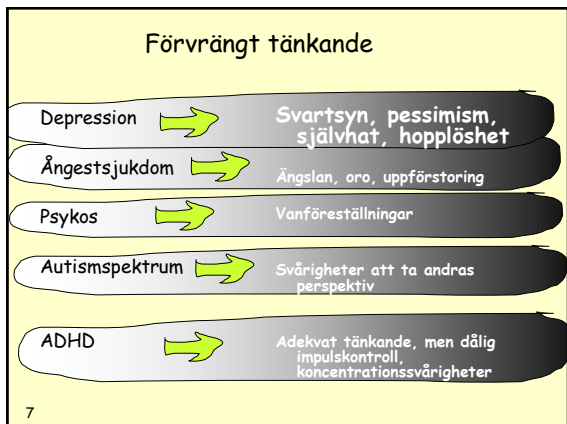 Förvrängt tänkande
Depression
Svartsyn, pessimism,
självhat, hopplöshet
Ångestsjukdom
Ängslan, oro, uppförstoring
Psykos
Vanföreställningar
Autismspektrum
Svårigheter att ta andras
perspektiv
ADHD
Adekvat tänkande, men dålig
impulskontroll,
koncentrationssvårigheter
7